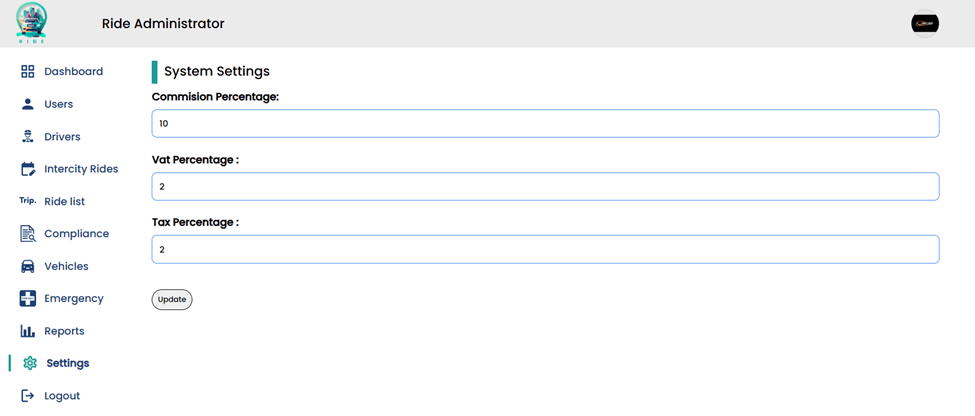 RIDE
Ride Administrator
Dashboard
Users
Drivers
Intercity Rides
Trip. Ride list
Compliance
Vehicles
Emergency
Reports
Settings
Logout
System Settings
Commision Percentage:
10
Vat Percentage :
2
Tax Percentage :
2
Update